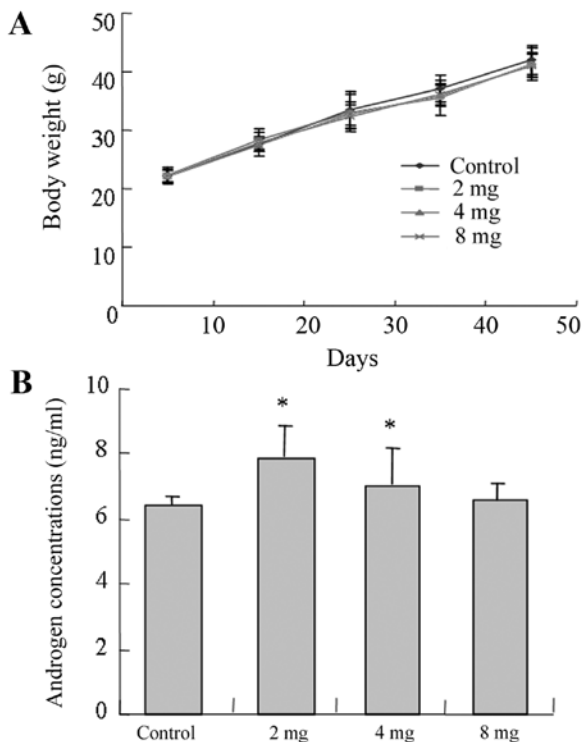 A
Body weight (g)
50
40
30
20
10
0
Control
2 mg
4 mg
8 mg
10 20 30 40 50
Days
B
Androgen concentrations (ng/ml)
10
8
6
4
2
0
* *
Control 2 mg 4 mg 8 mg